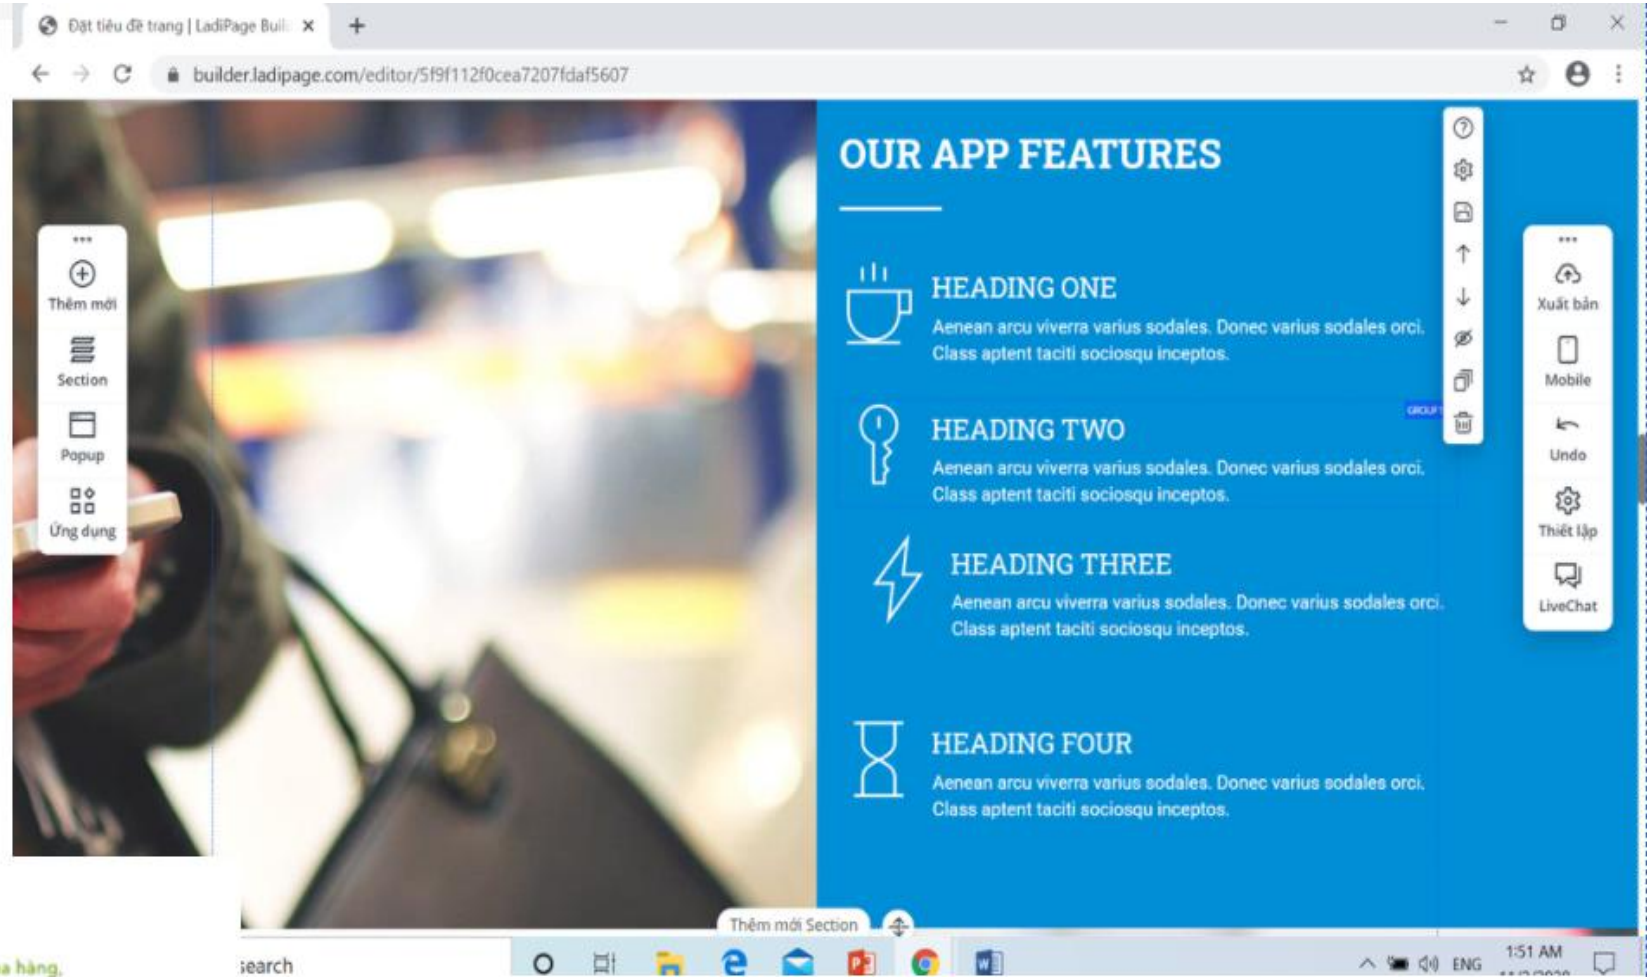 Đặt tiêu đề trang | LadiPage Buil
builder.ladipage.com/editor/5f9f112f0cea7207fdaf5607
OUR APP FEATURES
Thêm mới
Section
Popup
Ứng dụng
HEADING ONE
Aenean arcu viverra varius sodales. Donec varius sodales orci.
Class aptent taciti sociosqu inceptos.
GROUP
HEADING TWO
Aenean arcu viverra varius sodales. Donec varius sodales orci.
Class aptent taciti sociosqu inceptos.
HEADING THREE
Aenean arcu viverra varius sodales. Donec varius sodales orci.
Class aptent taciti sociosqu inceptos.
HEADING FOUR
Aenean arcu viverra varius sodales. Donec varius sodales orci.
Class aptent taciti sociosqu inceptos.
Xuất bản
Mobile
Undo
Thiết lập
LiveChat
Thêm mới Section
a hàng,
search
ENG
1:51 AM